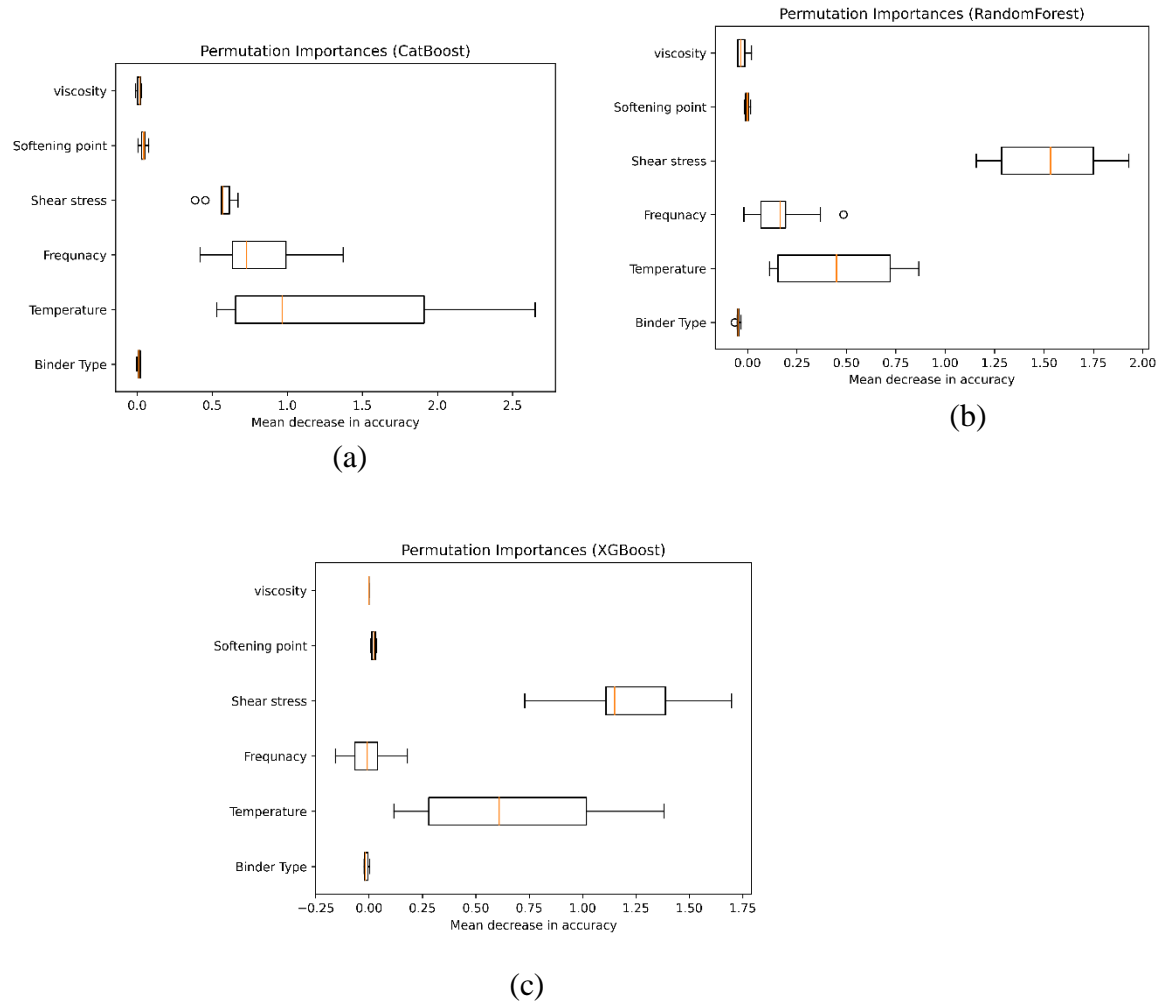 Permutation Importances (CatBoost)
viscosity
Softening point
Shear stress
Frequnacy
Temperature
Binder Type
0.0 0.5 1.0 1.5 2.0 2.5
Mean decrease in accuracy
(a)
Permutation Importances (RandomForest)
viscosity
Softening point
Shear stress
Frequnacy
Temperature
Binder Type
0.00 0.25 0.50 0.75 1.00 1.25 1.50 1.75 2.00
Mean decrease in accuracy
(b)
Permutation Importances (XGBoost)
viscosity
Softening point
Shear stress
Frequnacy
Temperature
Binder Type
−0.25 0.00 0.25 0.50 0.75 1.00 1.25 1.50 1.75
Mean decrease in accuracy
(c)